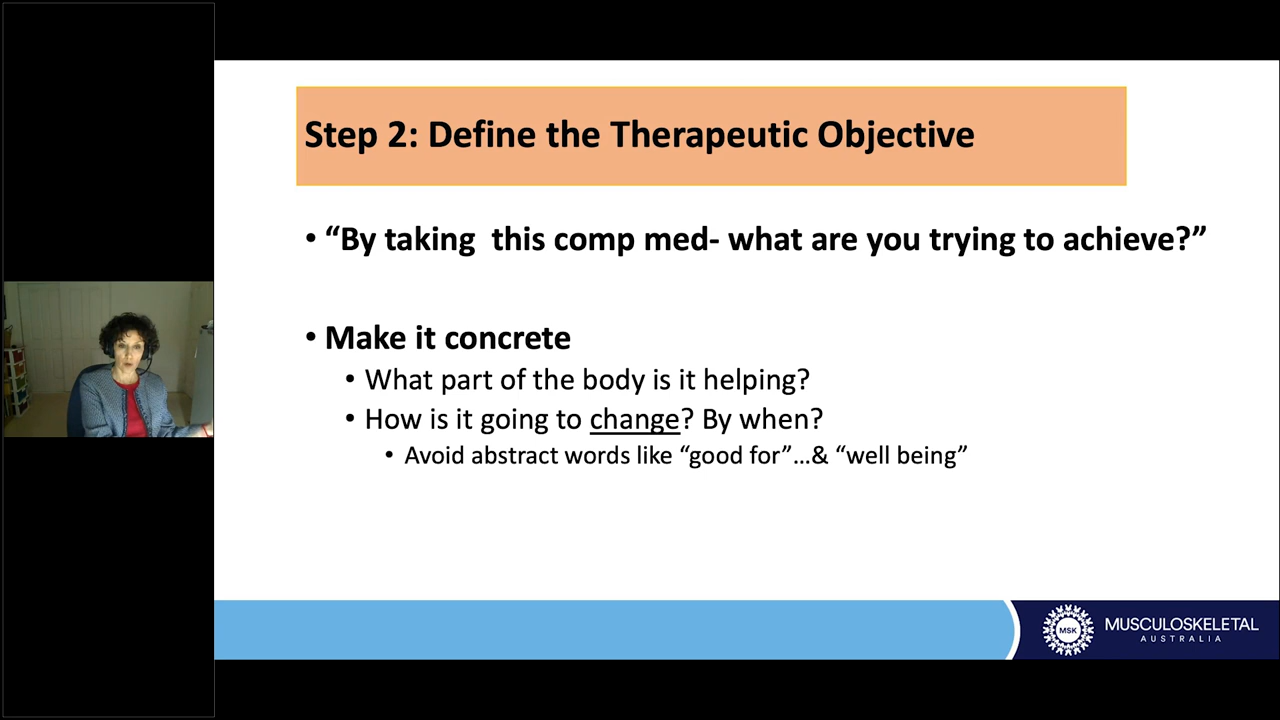 Step 2: Define the Therapeutic Objective
• “By taking  this comp med- what are you trying to achieve?”
• Make it concrete
• What part of the body is it helping?
• How is it going to change? By when?
• Avoid abstract words like “good for”…& “well being”
MSK
MUSCULOSKELETAL
AUSTRALIA